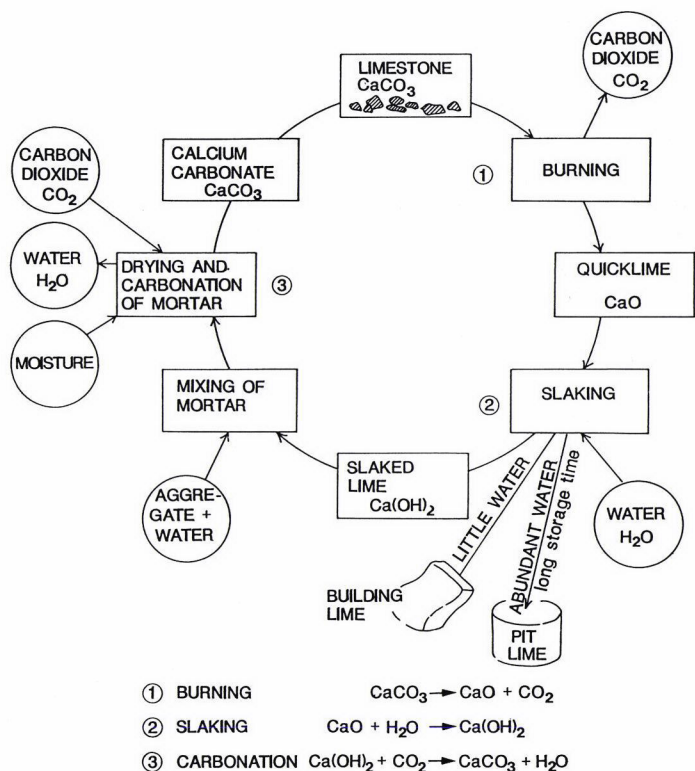 LIMESTONE
CaCO₃
CARBON
DIOXIDE
CO₂
①
BURNING
QUICKLIME
CaO
②
SLAKING
WATER
H₂O
LITTLE WATER
BUILDING
LIME
ABUNDANT WATER
long storage time
PIT
LIME
SLAKED
LIME
Ca(OH)₂
MIXING OF
MORTAR
AGGRE-
GATE +
WATER
DRYING AND-
CARBONATION
OF MORTAR
③
CARBON
DIOXIDE
CO₂
WATER
H₂O
MOISTURE
CALCIUM
CARBONATE
CaCO₃
① BURNING CaCO₃ → CaO + CO₂
② SLAKING CaO + H₂O → Ca(OH)₂
③ CARBONATION Ca(OH)₂ + CO₂ → CaCO₃ + H₂O